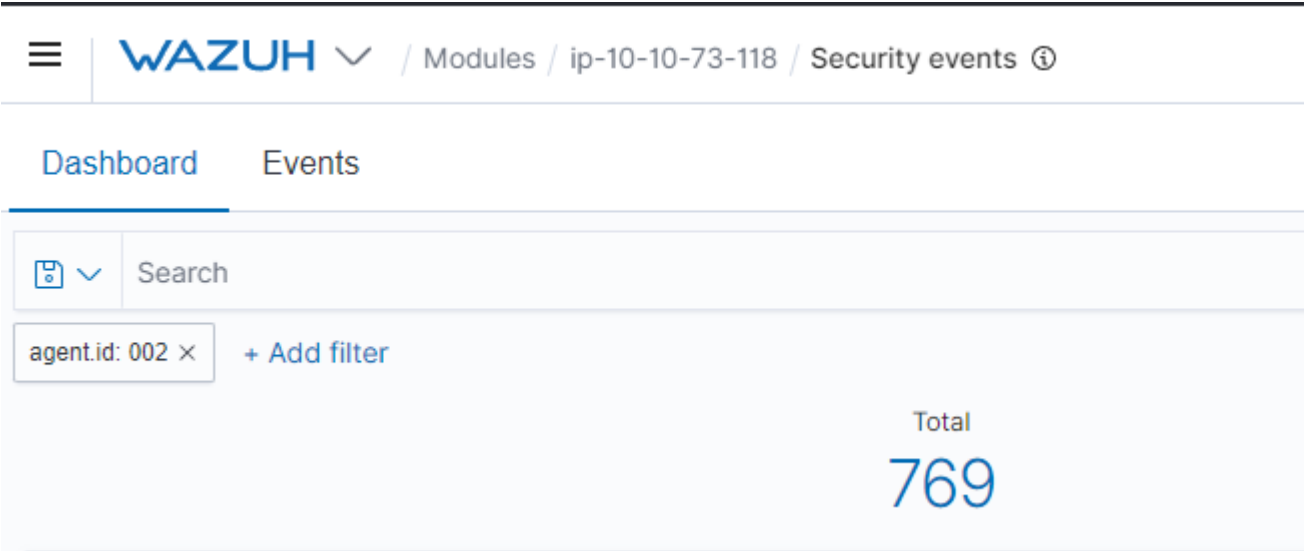 WAZUH / Modules / ip-10-10-73-118 / Security events
Dashboard Events
Search
agent.id: 002 × + Add filter
Total
769